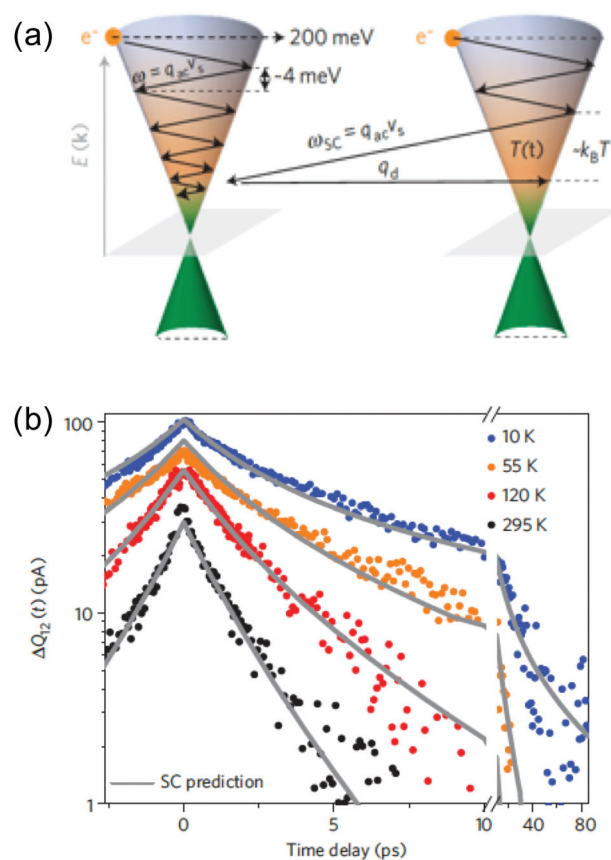 (a)
e⁻
200 meV
e⁻
ω = q_ac v_s
~4 meV
E (k)
ω_SC = q_ac v_s
T(t)
~k_B T
q_d
(b)
100
10 K
55 K
120 K
295 K
ΔQ₁₂ (t) (pA)
10
SC prediction
1
0
5
10
40
80
Time delay (ps)